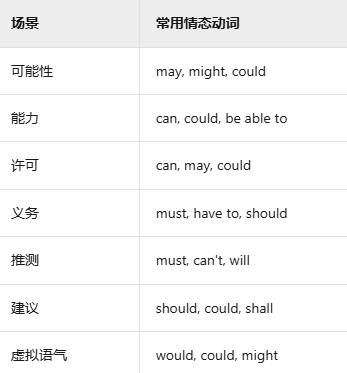 场景 常用情态动词
可能性 may, might, could
能力 can, could, be able to
许可 can, may, could
义务 must, have to, should
推测 must, can't, will
建议 should, could, shall
虚拟语气 would, could, might